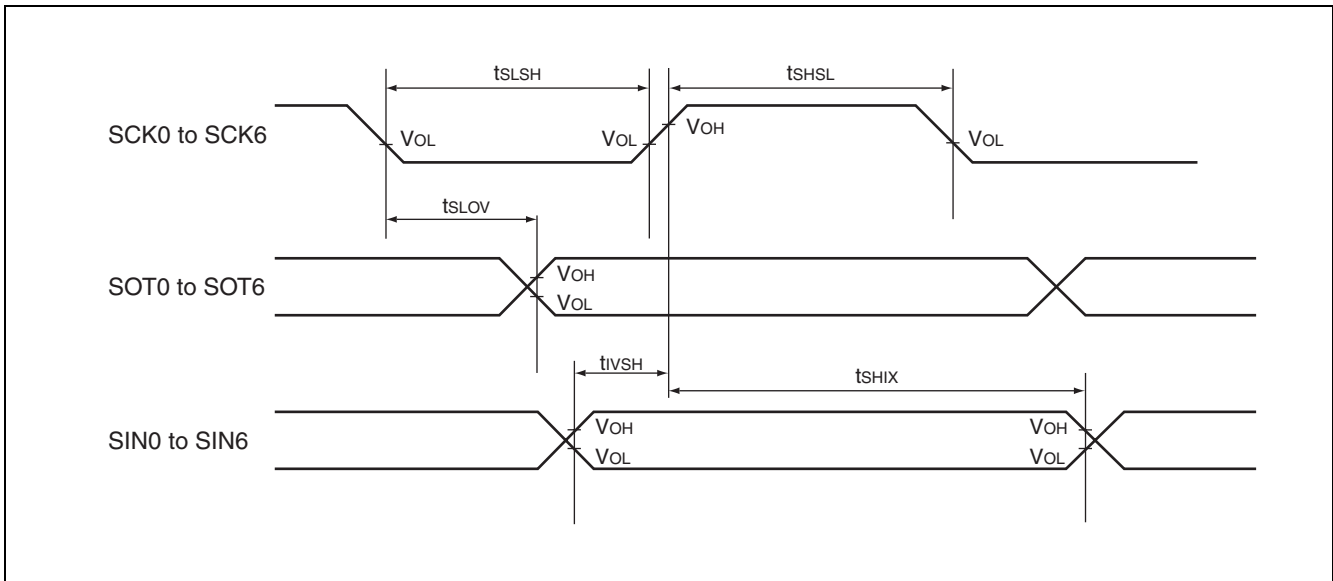 tSLSH
tSHSL
SCK0 to SCK6
VOL
VOL
VOH
VOL
tSLOV
SOT0 to SOT6
VOH
VOL
tIVSH
tSHIX
SIN0 to SIN6
VOH
VOL
VOH
VOL